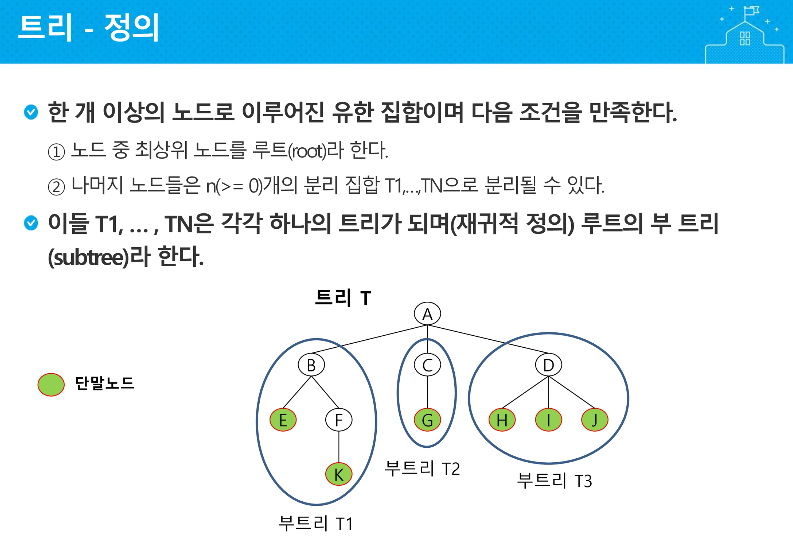 트리 - 정의
한 개 이상의 노드로 이루어진 유한 집합이며 다음 조건을 만족한다.
① 노드 중 최상위 노드를 루트(root)라 한다.
② 나머지 노드들은 n(>= 0)개의 분리 집합 T1,...,TN으로 분리될 수 있다.
이들 T1, ... , TN은 각각 하나의 트리가 되며(재귀적 정의) 루트의 부 트리
(subtree)라 한다.
트리 T
A
B C D
단말노드
E F G H I J
K
부트리 T2
부트리 T3
부트리 T1